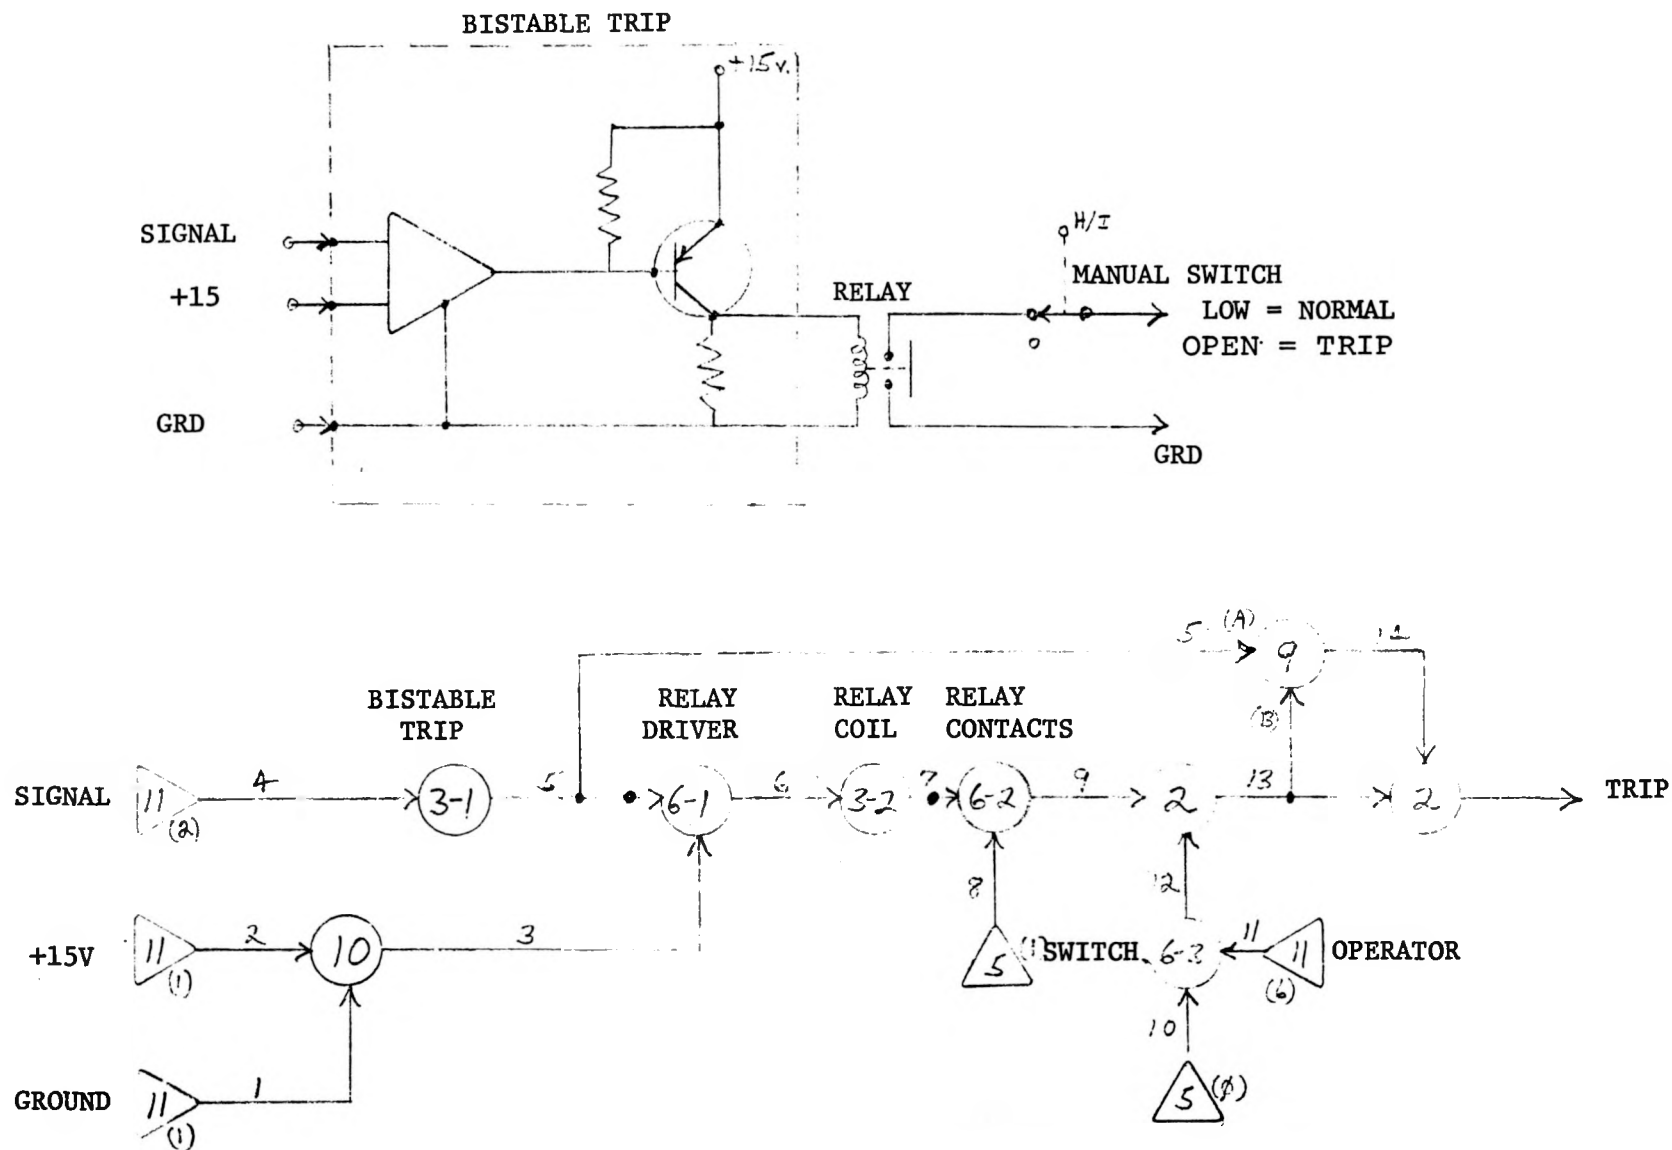 BISTABLE TRIP
+15v.
SIGNAL
+15
GRD
RELAY
H/I
MANUAL SWITCH
LOW = NORMAL
OPEN = TRIP
GRD
5 (A)
9
(B)
BISTABLE
TRIP
RELAY
DRIVER
RELAY
COIL
RELAY
CONTACTS
SIGNAL
11
(2)
4
3-1
5
6-1
6
3-2
7
6-2
9
2
13
2
TRIP
8
12
+15V
11
(1)
2
10
3
5
(1)
SWITCH
6-3
11
11
(6)
OPERATOR
10
GROUND
11
(1)
1
5
(φ)